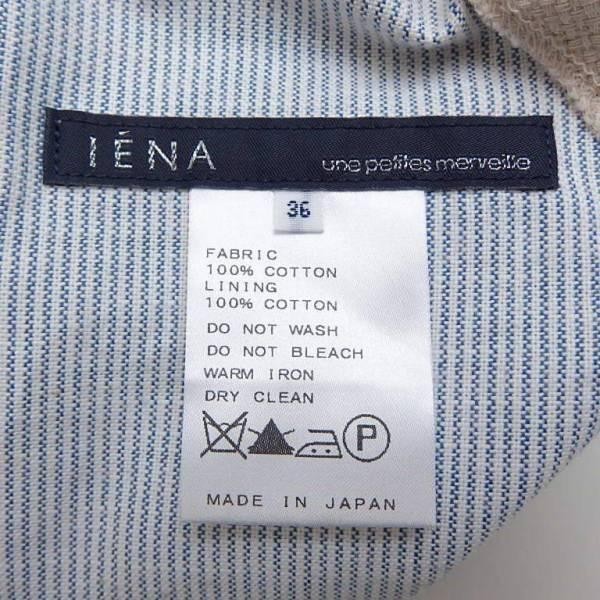 IÉNA une petites merveille
36
FABRIC
100% COTTON
LINING
100% COTTON
DO NOT WASH
DO NOT BLEACH
WARM IRON
DRY CLEAN
P
MADE IN JAPAN